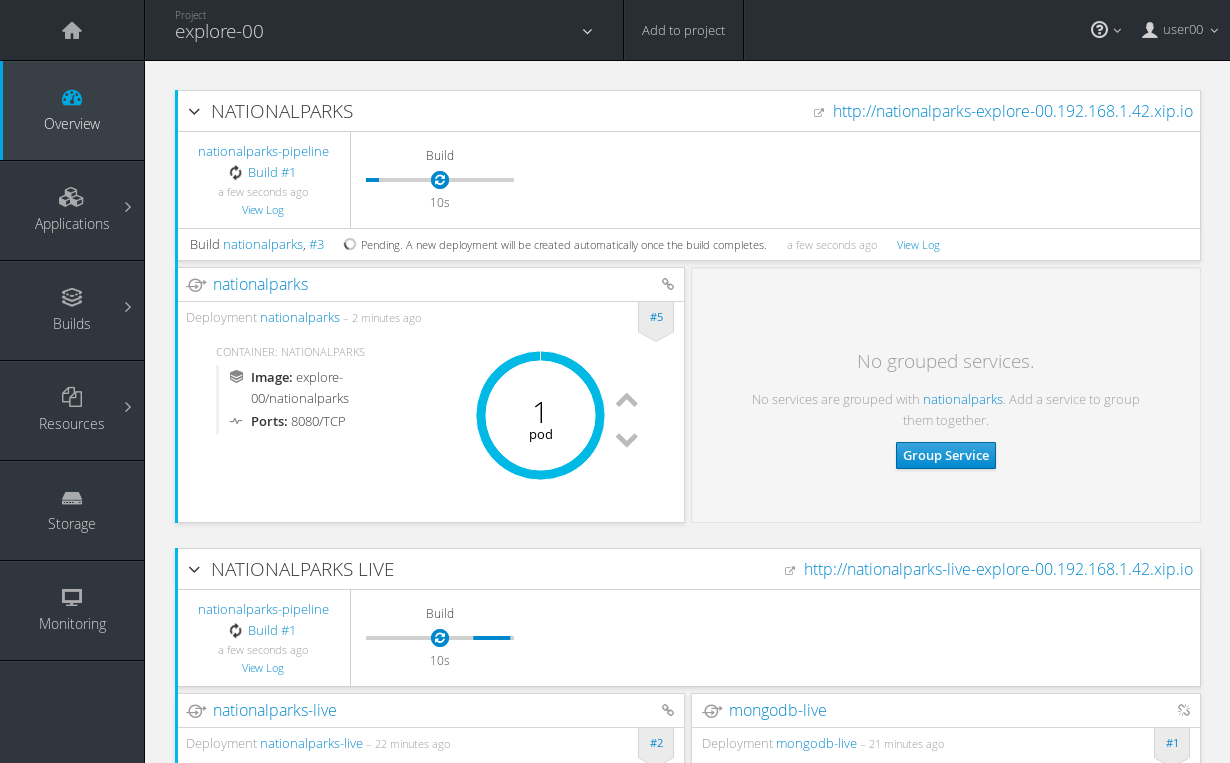 Project
explore-00
Add to project
user00
Overview
Applications
Builds
Resources
Storage
Monitoring
NATIONALPARKS
http://nationalparks-explore-00.192.168.1.42.xip.io
nationalparks-pipeline
Build #1
a few seconds ago
View Log
Build
10s
Build nationalparks, #3
Pending. A new deployment will be created automatically once the build completes.
a few seconds ago
View Log
nationalparks
Deployment nationalparks – 2 minutes ago
#5
CONTAINER: NATIONALPARKS
Image: explore-
00/nationalparks
Ports: 8080/TCP
1
pod
No grouped services.
No services are grouped with nationalparks. Add a service to group
them together.
Group Service
NATIONALPARKS LIVE
http://nationalparks-live-explore-00.192.168.1.42.xip.io
nationalparks-pipeline
Build #1
a few seconds ago
View Log
Build
10s
nationalparks-live
Deployment nationalparks-live – 22 minutes ago
#2
mongodb-live
Deployment mongodb-live – 21 minutes ago
#1